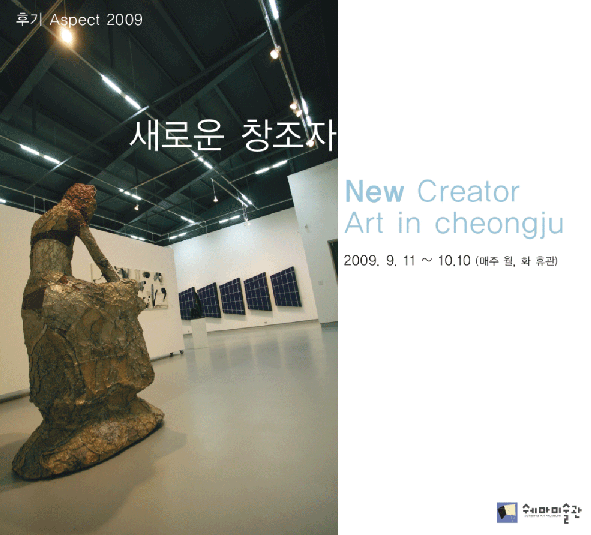 후기 Aspect 2009
새로운 창조자
New Creator
Art in cheongju
2009. 9. 11 ~ 10.10 (매주 월, 화 휴관)
쉐마미술관